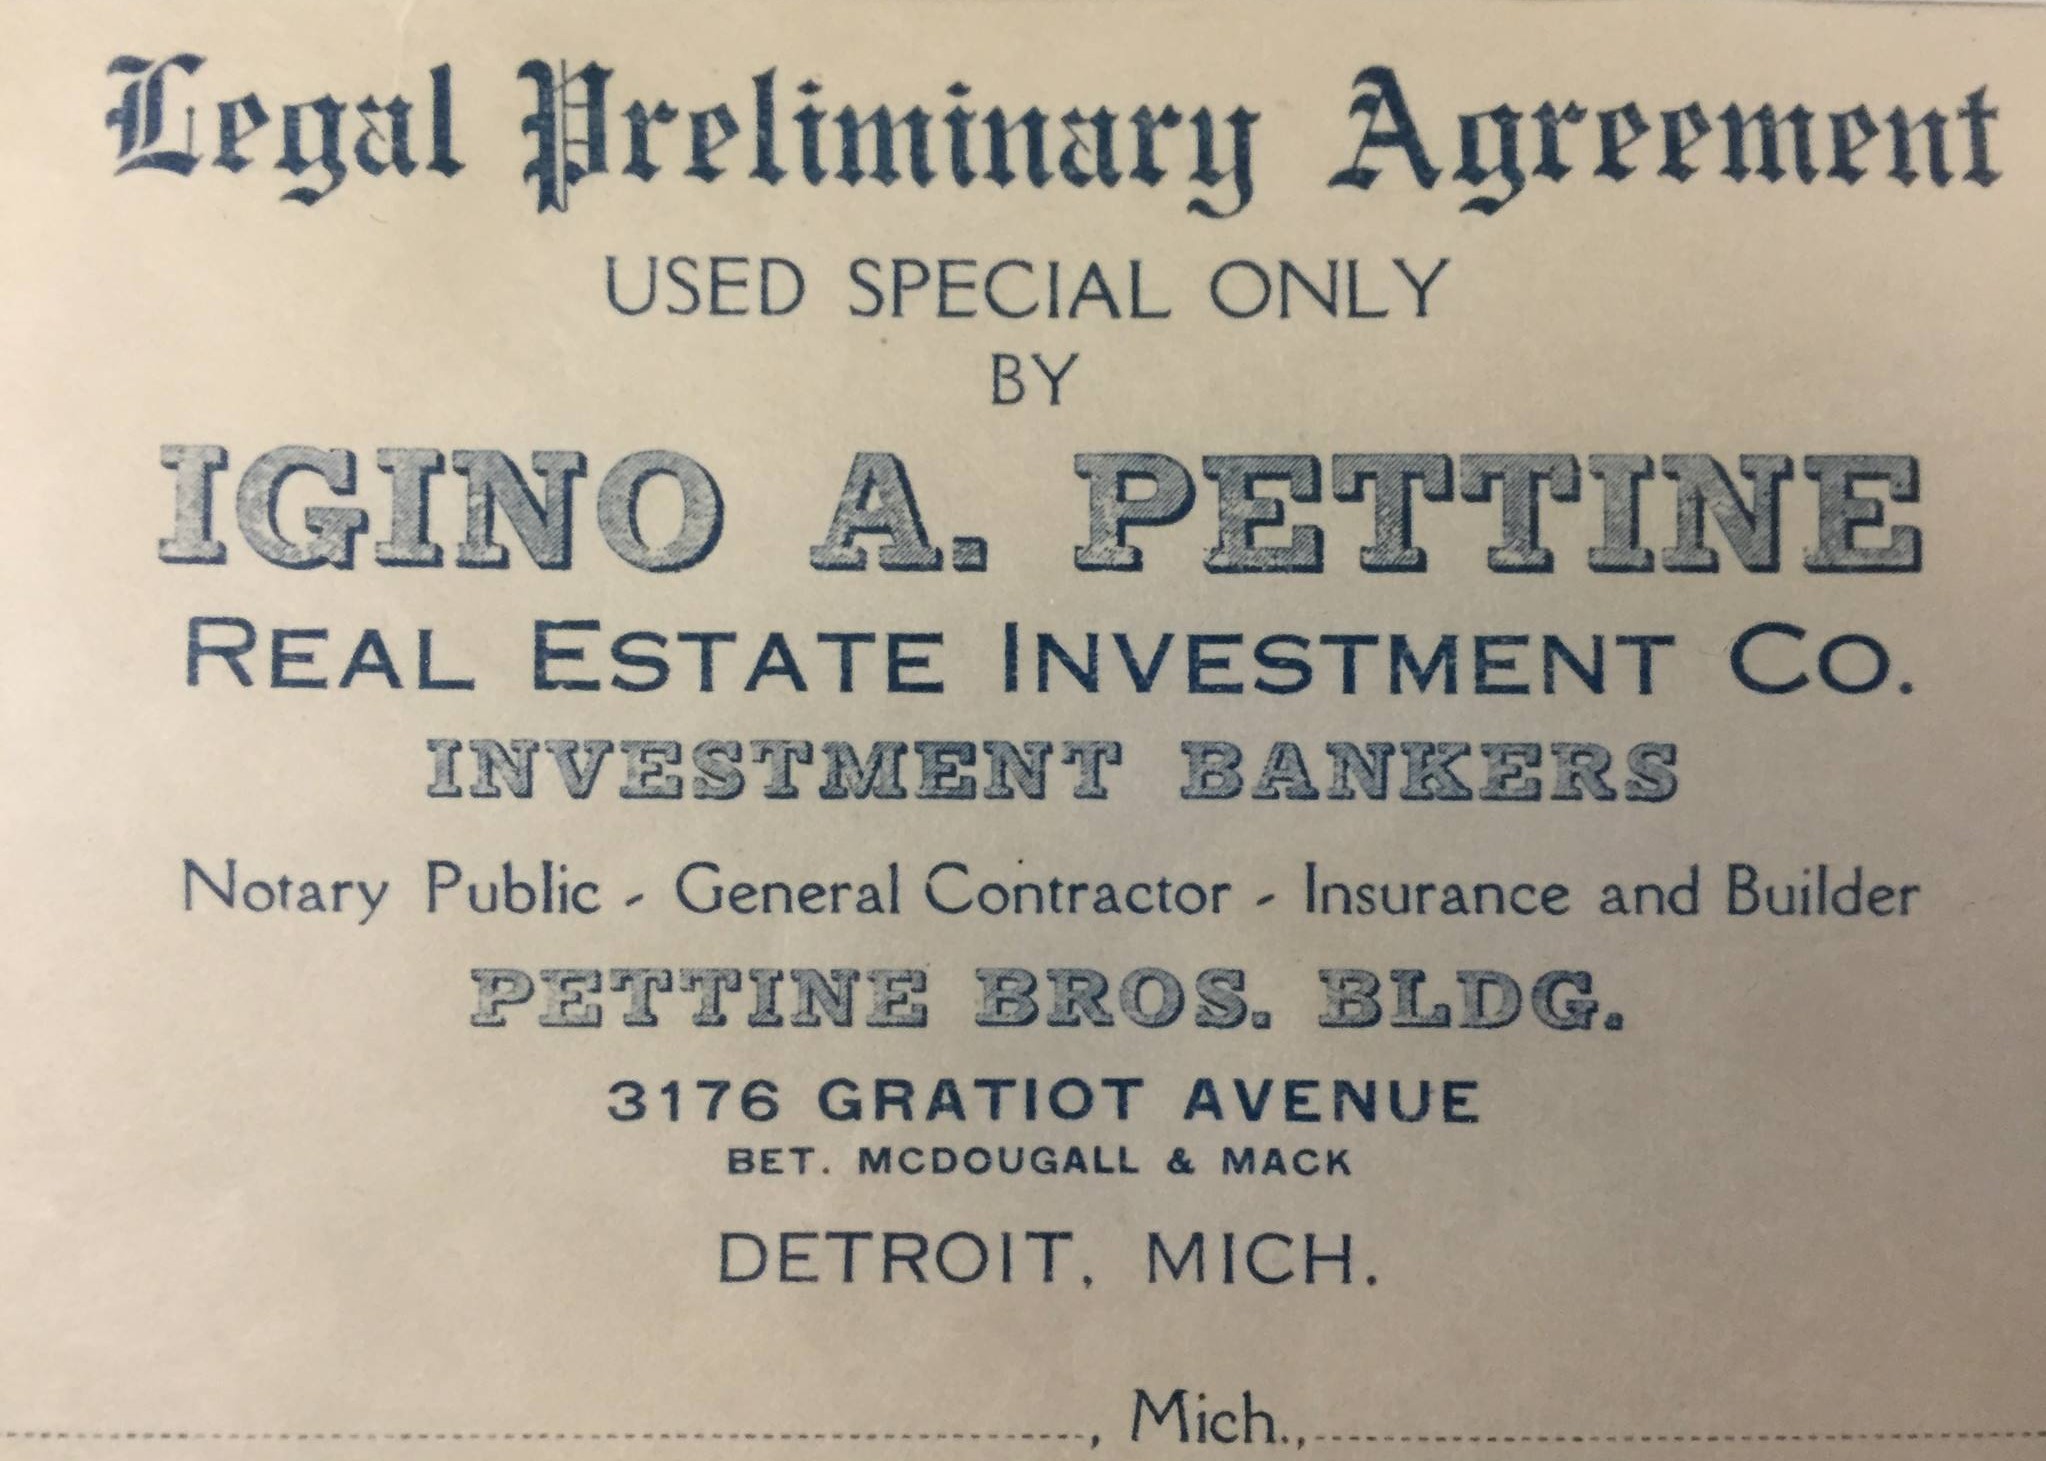 Legal Preliminary Agreement
USED SPECIAL ONLY
BY
IGINO A. PETTINE
REAL ESTATE INVESTMENT CO.
INVESTMENT BANKERS
Notary Public - General Contractor - Insurance and Builder
PETTINE BROS. BLDG.
3176 GRATIOT AVENUE
BET. MCDOUGALL & MACK
DETROIT, MICH.
, Mich.,